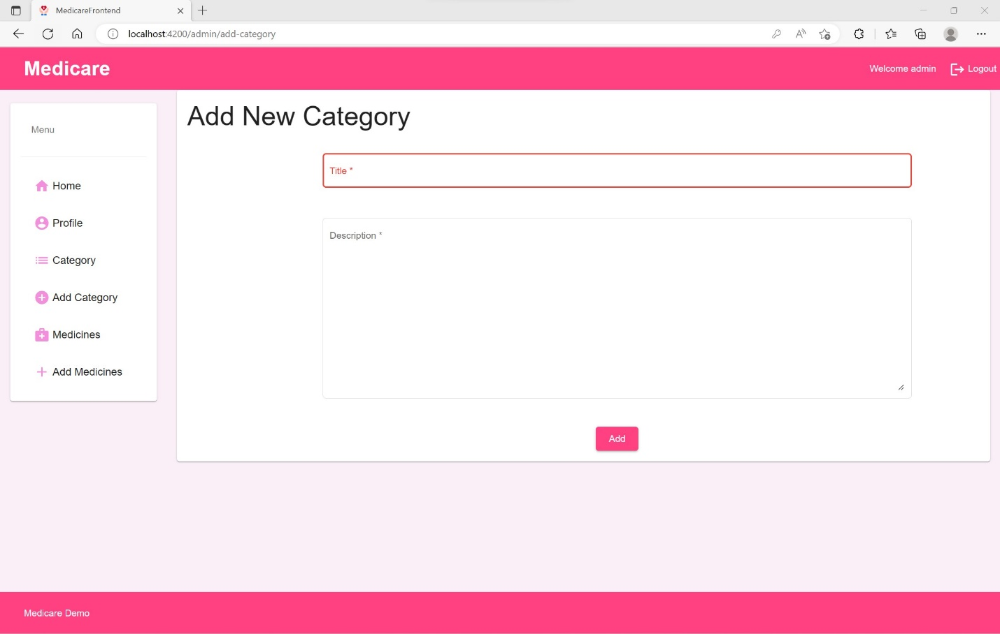 MedicareFrontend
localhost:4200/admin/add-category
Medicare
Welcome admin
Logout
Menu
Home
Profile
Category
Add Category
Medicines
Add Medicines
Add New Category
Title *
Description *
Add
Medicare Demo